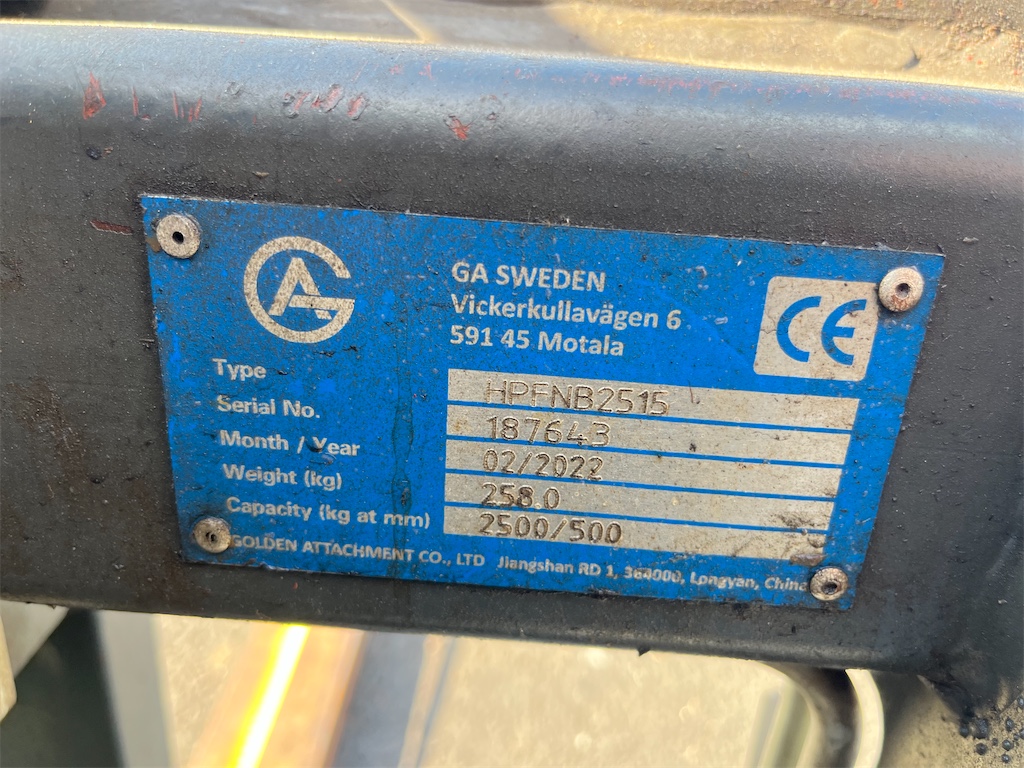 GA SWEDEN
Vickerkullavägen 6
591 45 Motala
CE
Type HPFNB2515
Serial No. 187643
Month / Year 02/2022
Weight (kg) 258.0
Capacity (kg at mm) 2500/500
GOLDEN ATTACHMENT CO., LTD Jiangshan RD 1, 364000, Longyan, China